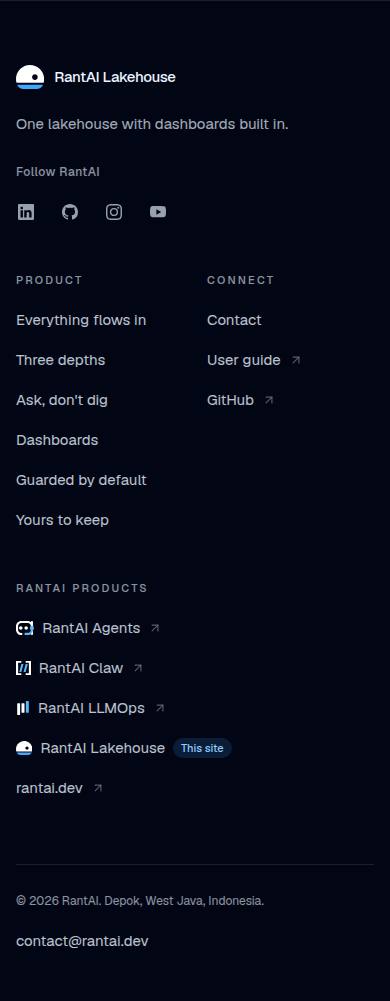 RantAI Lakehouse
One lakehouse with dashboards built in.
Follow RantAI
PRODUCT
Everything flows in
Three depths
Ask, don't dig
Dashboards
Guarded by default
Yours to keep
CONNECT
Contact
User guide
GitHub
RANTAI PRODUCTS
RantAI Agents
RantAI Claw
RantAI LLMOps
RantAI Lakehouse This site
rantai.dev
© 2026 RantAI. Depok, West Java, Indonesia.
contact@rantai.dev